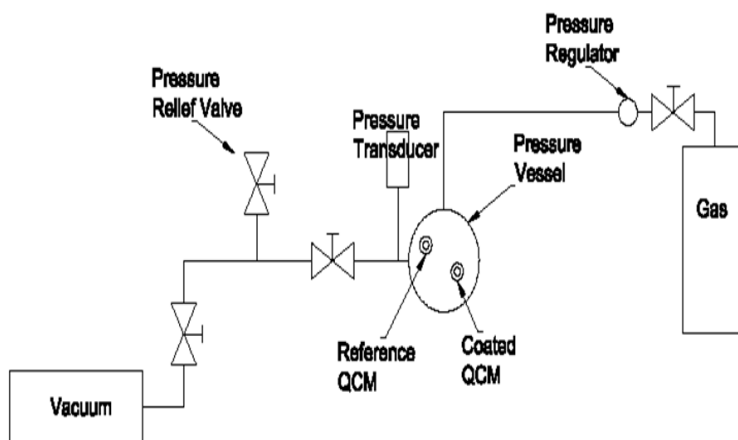 Pressure
Regulator
Pressure
Relief Valve
Pressure
Transducer
Pressure
Vessel
Gas
Reference
QCM
Coated
QCM
Vacuum